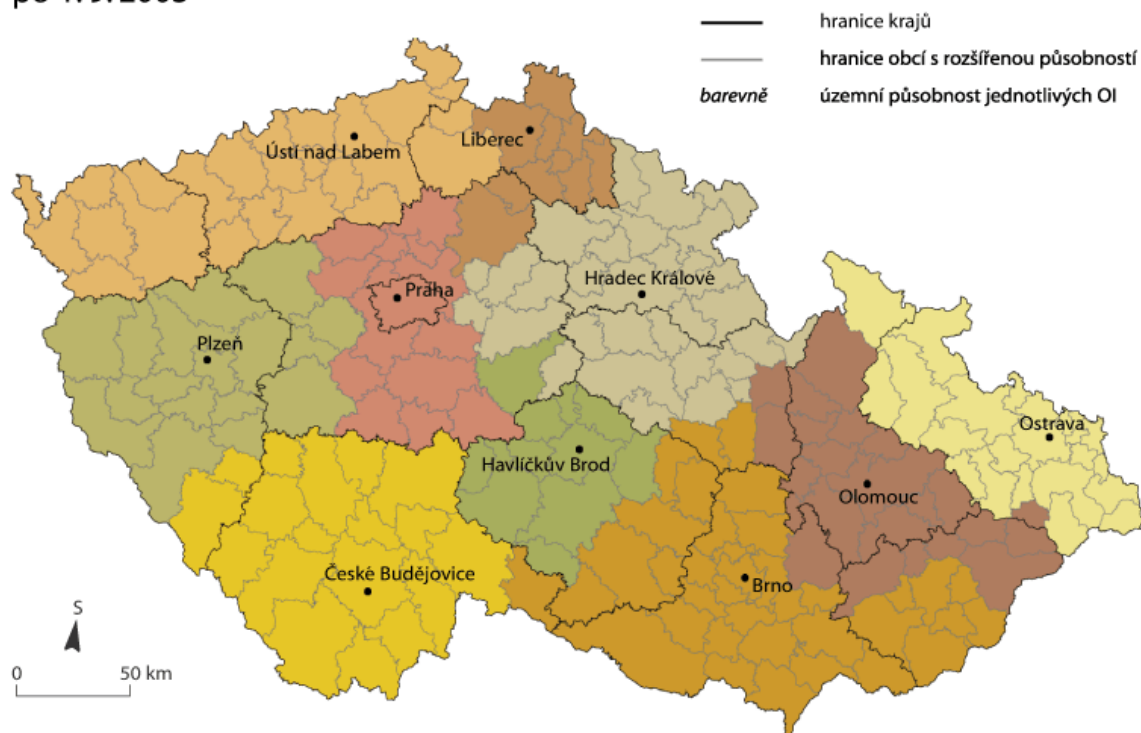 hranice krajů
hranice obcí s rozšířenou působností
barevně území působnost jednotlivých OI
Liberec
Ústí nad Labem
Hradec Králové
Praha
Plzeň
Ostrava
Havlíčkův Brod
Olomouc
České Budějovice
Brno
S
0 50 km